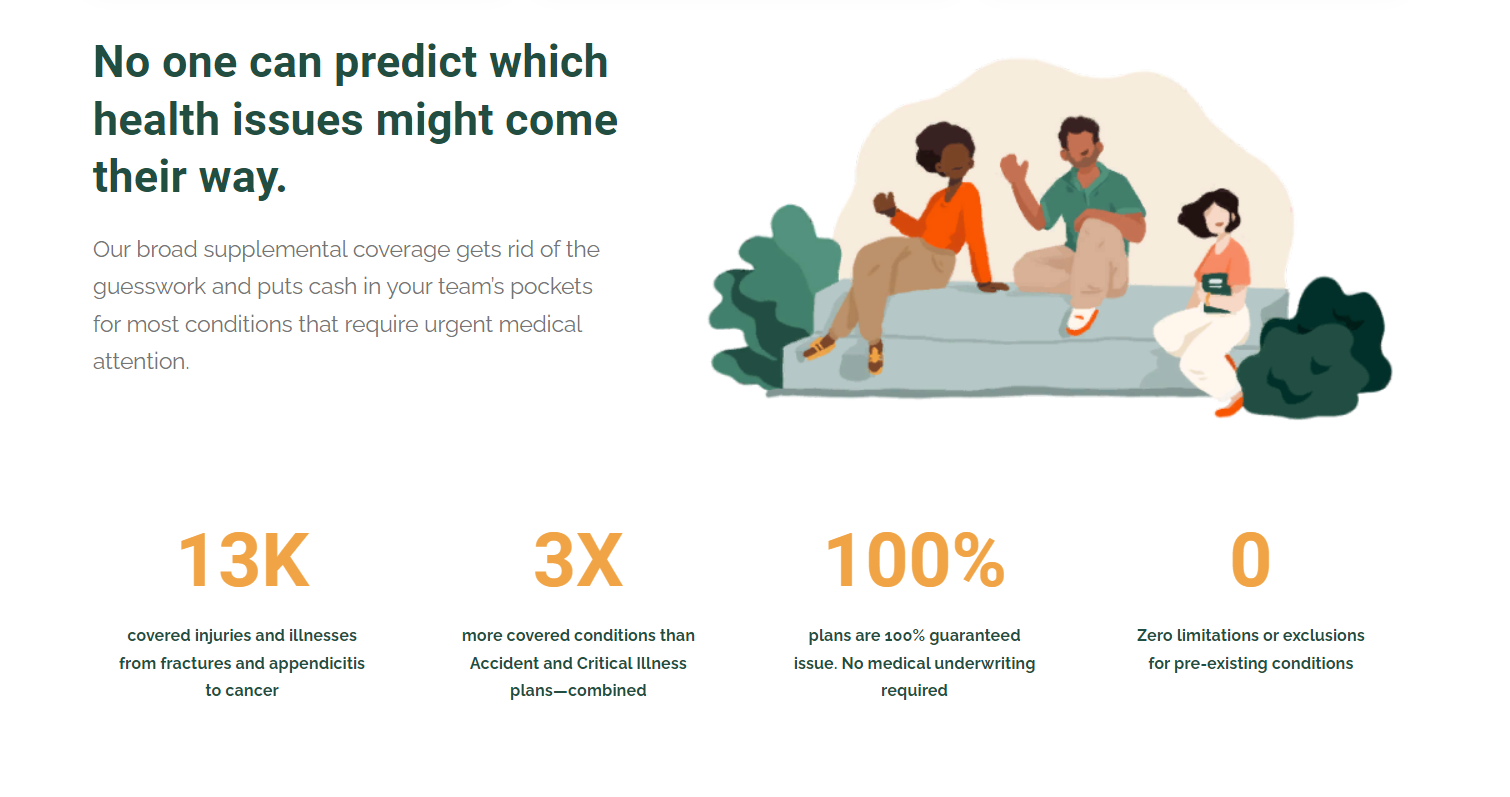 No one can predict which
health issues might come
their way.
Our broad supplemental coverage gets rid of the
guesswork and puts cash in your team’s pockets
for most conditions that require urgent medical
attention.
13K
covered injuries and illnesses
from fractures and appendicitis
to cancer
3X
more covered conditions than
Accident and Critical Illness
plans—combined
100%
plans are 100% guaranteed
issue. No medical underwriting
required
0
Zero limitations or exclusions
for pre-existing conditions